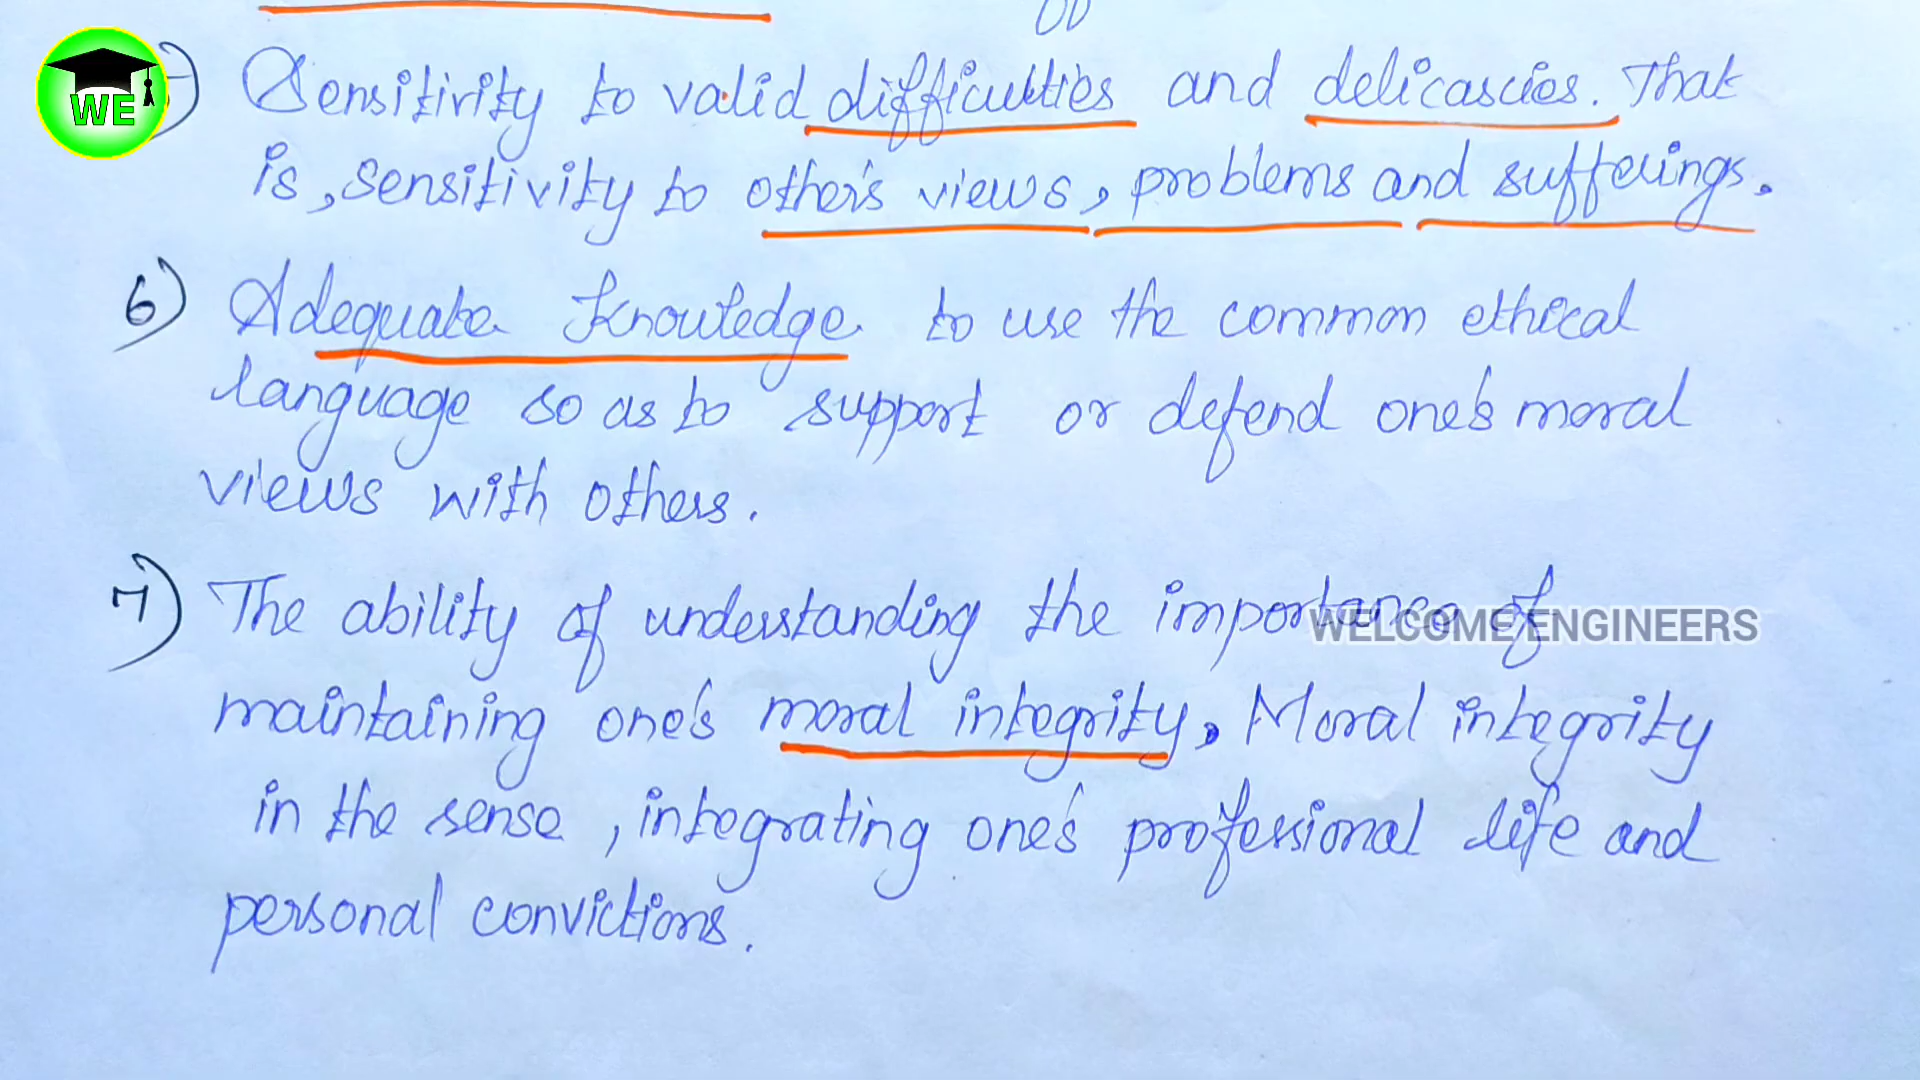 Sensitivity to valid difficulties and delicascies. That
is, sensitivity to other's views, problems and sufferings.
6) Adequate Knowledge to use the common ethical
language so as to support or defend one's moral
views with others.
7) The ability of understanding the importance of
maintaining one's moral integrity. Moral integrity
in the sense, integrating one's professional life and
personal convictions.
WE
WELCOME ENGINEERS